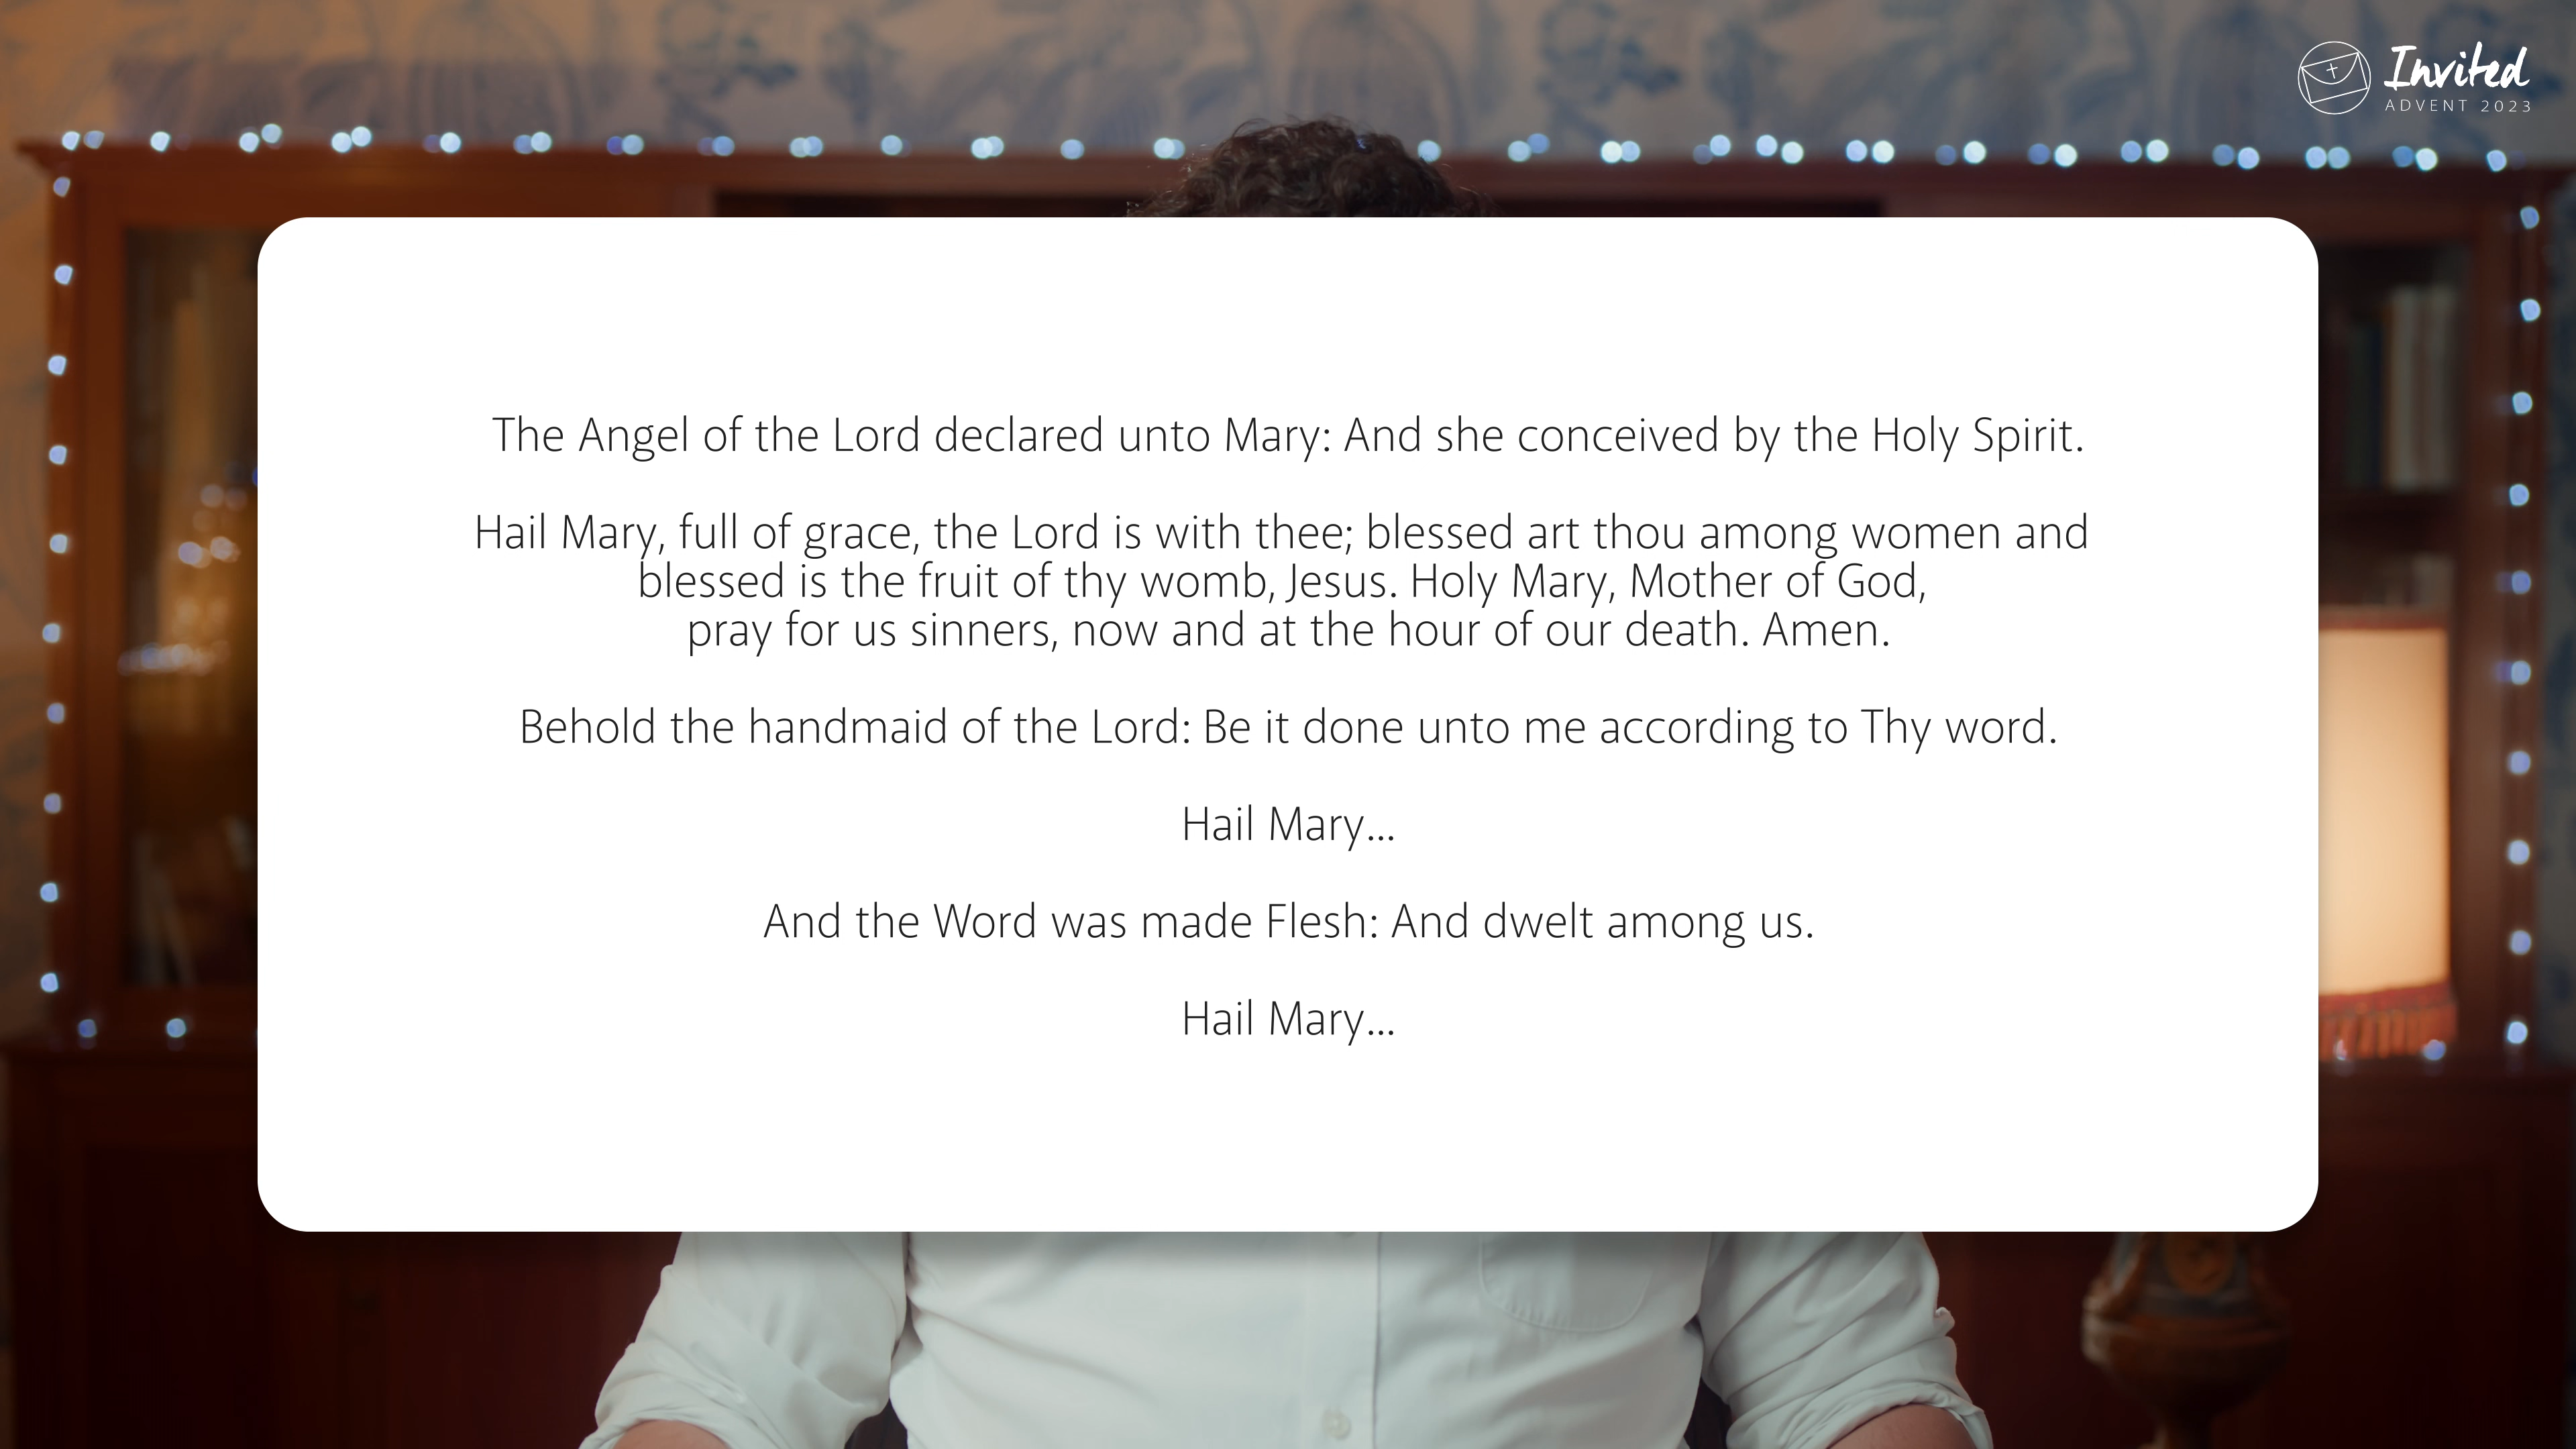 Invited
ADVENT 2023
The Angel of the Lord declared unto Mary: And she conceived by the Holy Spirit.
Hail Mary, full of grace, the Lord is with thee; blessed art thou among women and
blessed is the fruit of thy womb, Jesus. Holy Mary, Mother of God,
pray for us sinners, now and at the hour of our death. Amen.
Behold the handmaid of the Lord: Be it done unto me according to Thy word.
Hail Mary...
And the Word was made Flesh: And dwelt among us.
Hail Mary...